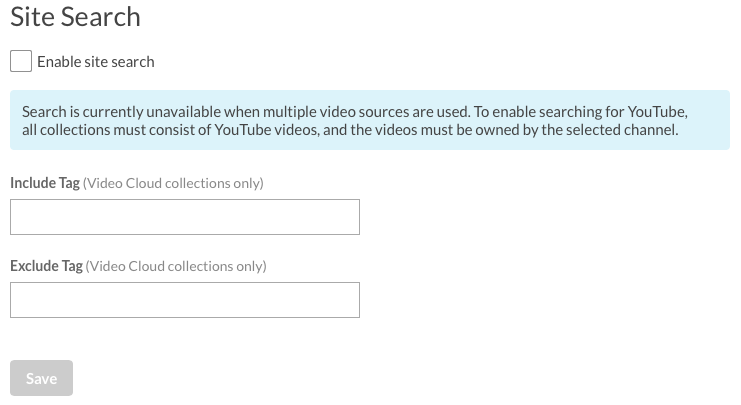 Site Search
Enable site search
Search is currently unavailable when multiple video sources are used. To enable searching for YouTube,
all collections must consist of YouTube videos, and the videos must be owned by the selected channel.
Include Tag (Video Cloud collections only)
Exclude Tag (Video Cloud collections only)
Save